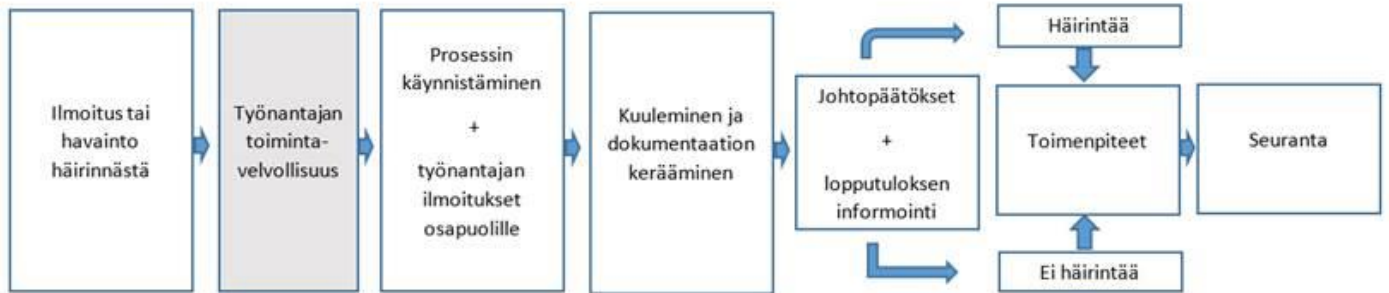 Ilmoitus tai
havainto
häirinnästä
Työnantajan
toiminta-
velvollisuus
Prosessin
käynnistäminen
+
työnantajan
ilmoitukset
osapuolille
Kuuleminen ja
dokumentaation
kerääminen
Johtopäätökset
+
lopputuloksen
informointi
Häirintää
Toimenpiteet
Ei häirintää
Seuranta